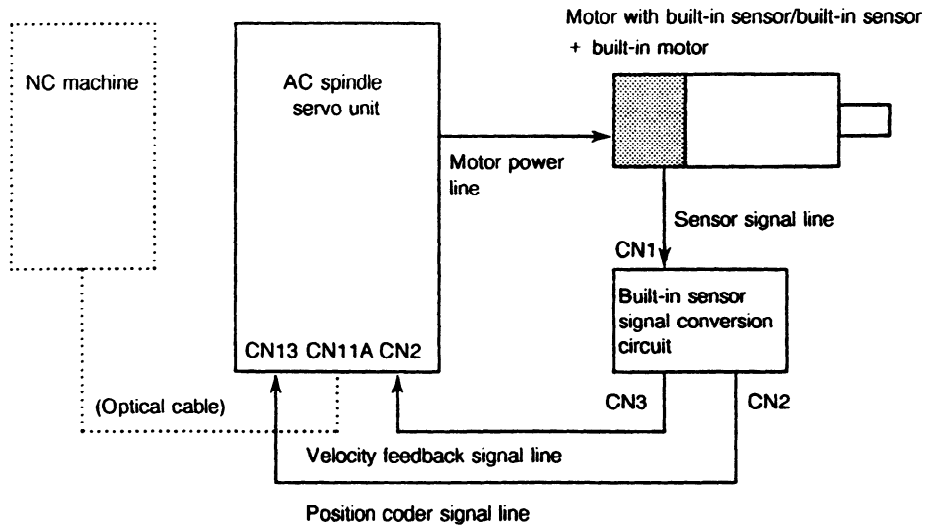 Motor with built-in sensor/built-in sensor
+ built-in motor
NC machine
AC spindle
servo unit
Motor power
line
Sensor signal line
CN1
Built-in sensor
signal conversion
circuit
CN13 CN11A CN2
CN3
CN2
(Optical cable)
Velocity feedback signal line
Position coder signal line